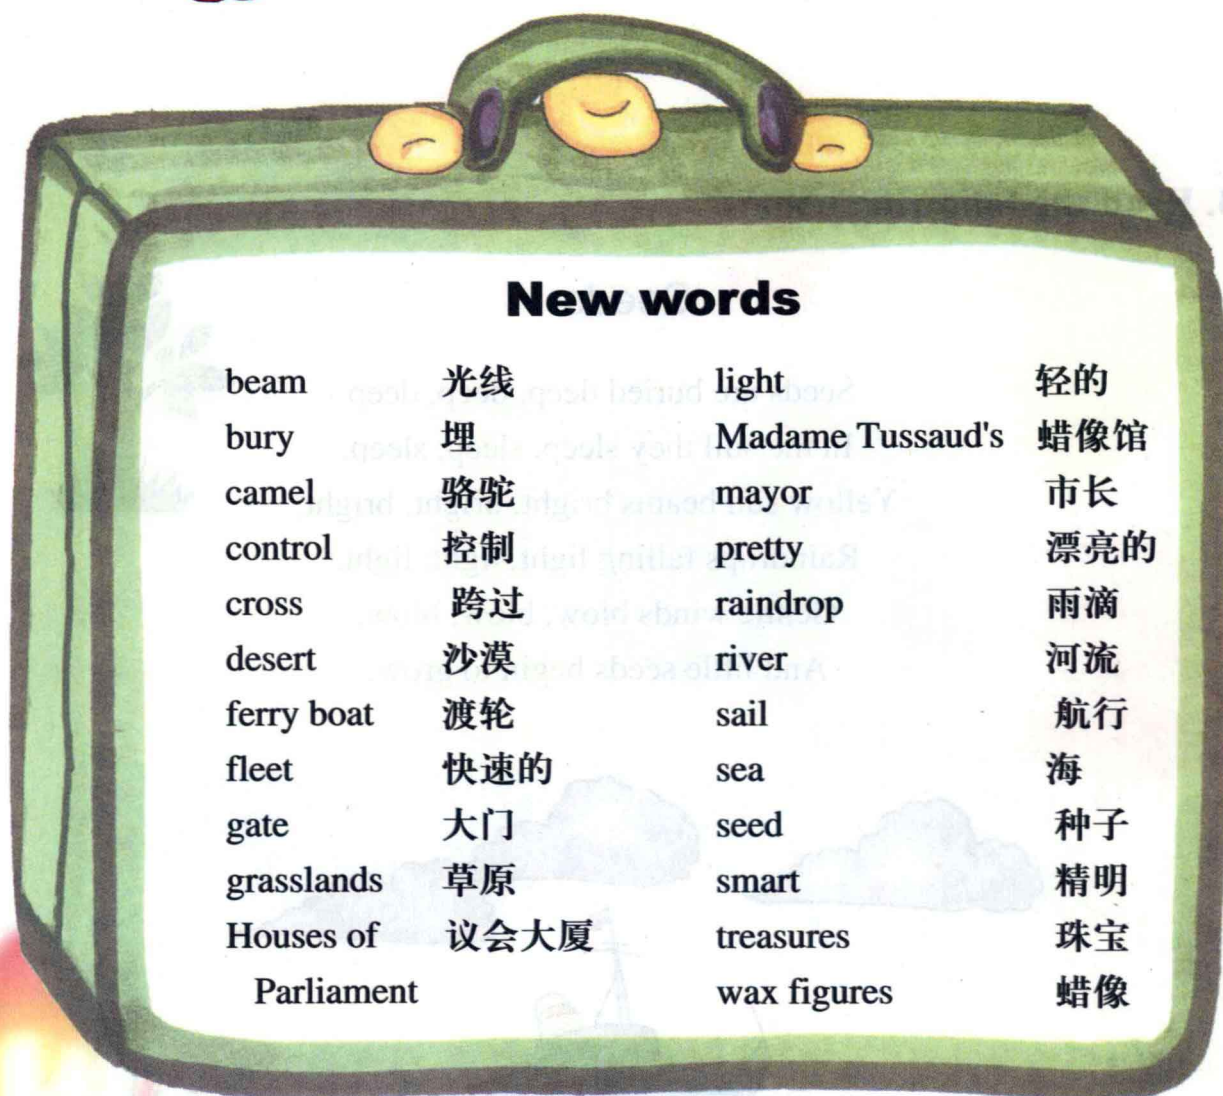 New words
beam 光线 light 轻的
bury 埋 Madame Tussaud's 蜡像馆
camel 骆驼 mayor 市长
control 控制 pretty 漂亮的
cross 跨过 raindrop 雨滴
desert 沙漠 river 河流
ferry boat 渡轮 sail 航行
fleet 快速的 sea 海
gate 大门 seed 种子
grasslands 草原 smart 精明
Houses of 议会大厦 treasures 珠宝
Parliament wax figures 蜡像